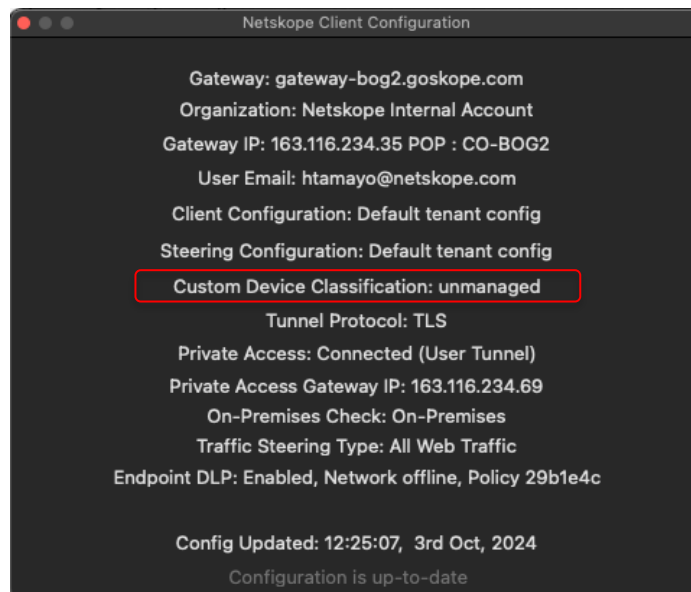 Netskope Client Configuration
Gateway: gateway-bog2.goskope.com
Organization: Netskope Internal Account
Gateway IP: 163.116.234.35 POP : CO-BOG2
User Email: htamayo@netskope.com
Client Configuration: Default tenant config
Steering Configuration: Default tenant config
Custom Device Classification: unmanaged
Tunnel Protocol: TLS
Private Access: Connected (User Tunnel)
Private Access Gateway IP: 163.116.234.69
On-Premises Check: On-Premises
Traffic Steering Type: All Web Traffic
Endpoint DLP: Enabled, Network offline, Policy 29b1e4c
Config Updated: 12:25:07, 3rd Oct, 2024
Configuration is up-to-date